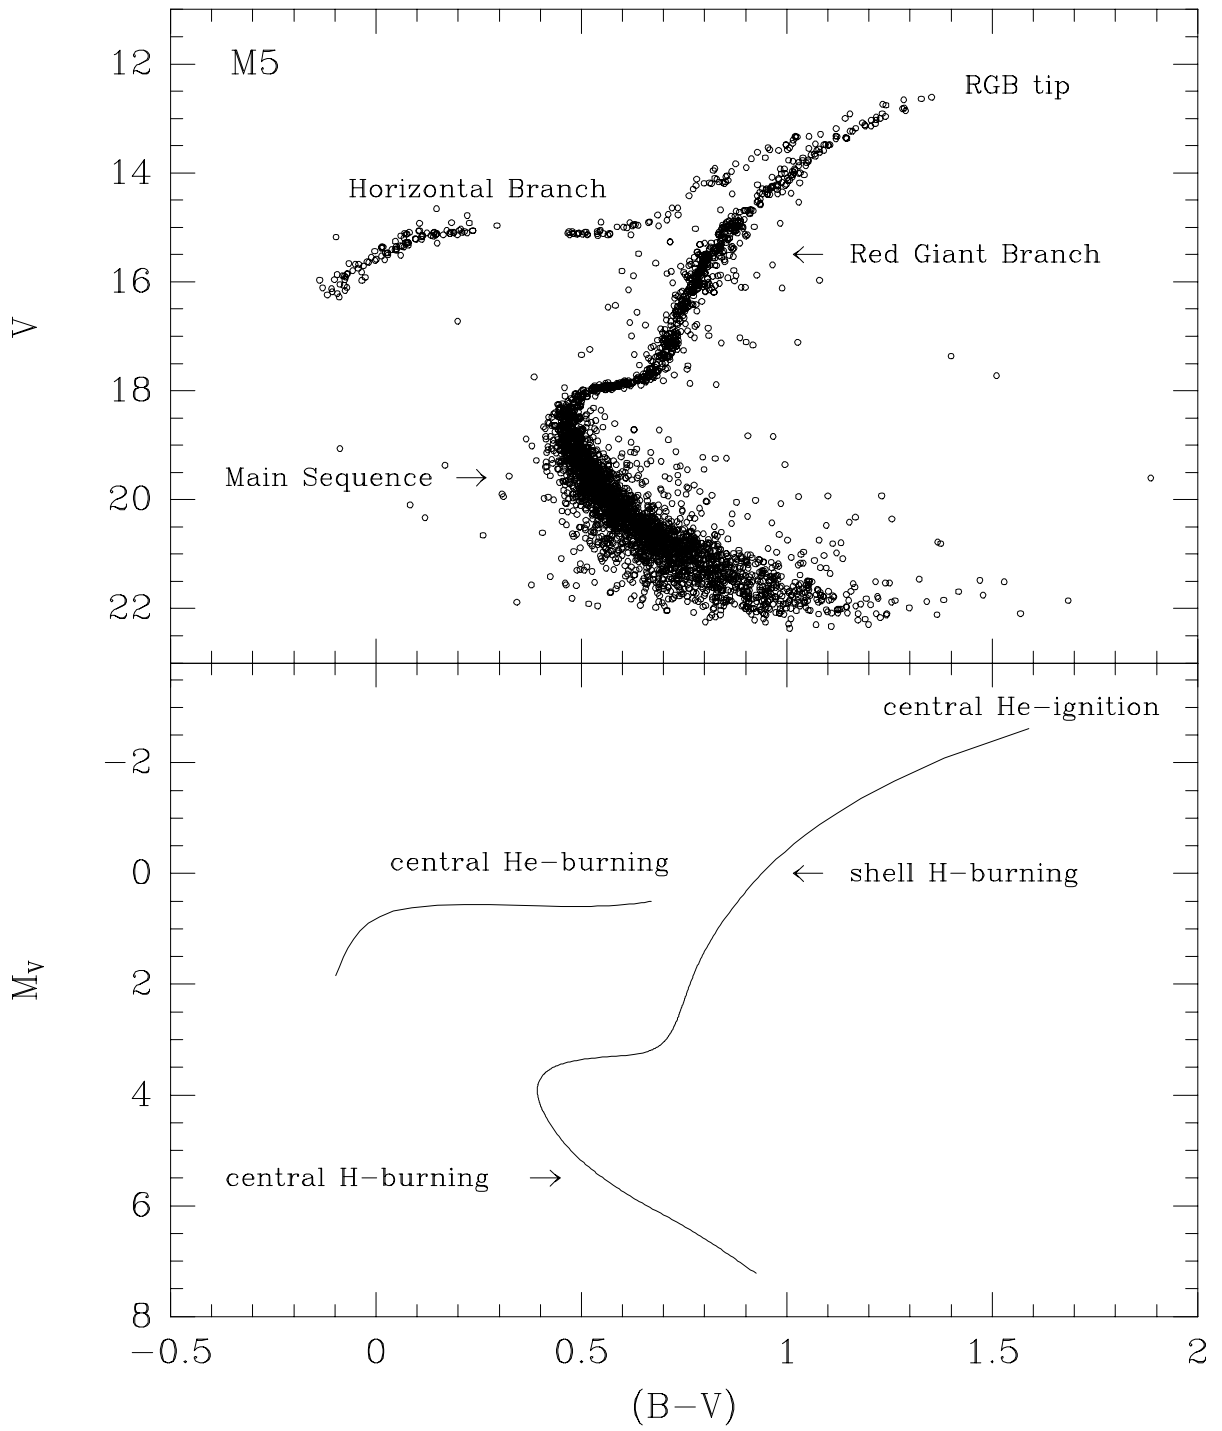 12
M5
RGB tip
14
Horizontal Branch
Red Giant Branch
16
V
18
Main Sequence
20
22
central He−ignition
−2
central He−burning
0
shell H−burning
2
Mv
4
central H−burning
6
8
−0.5 0 0.5 1 1.5 2
(B−V)